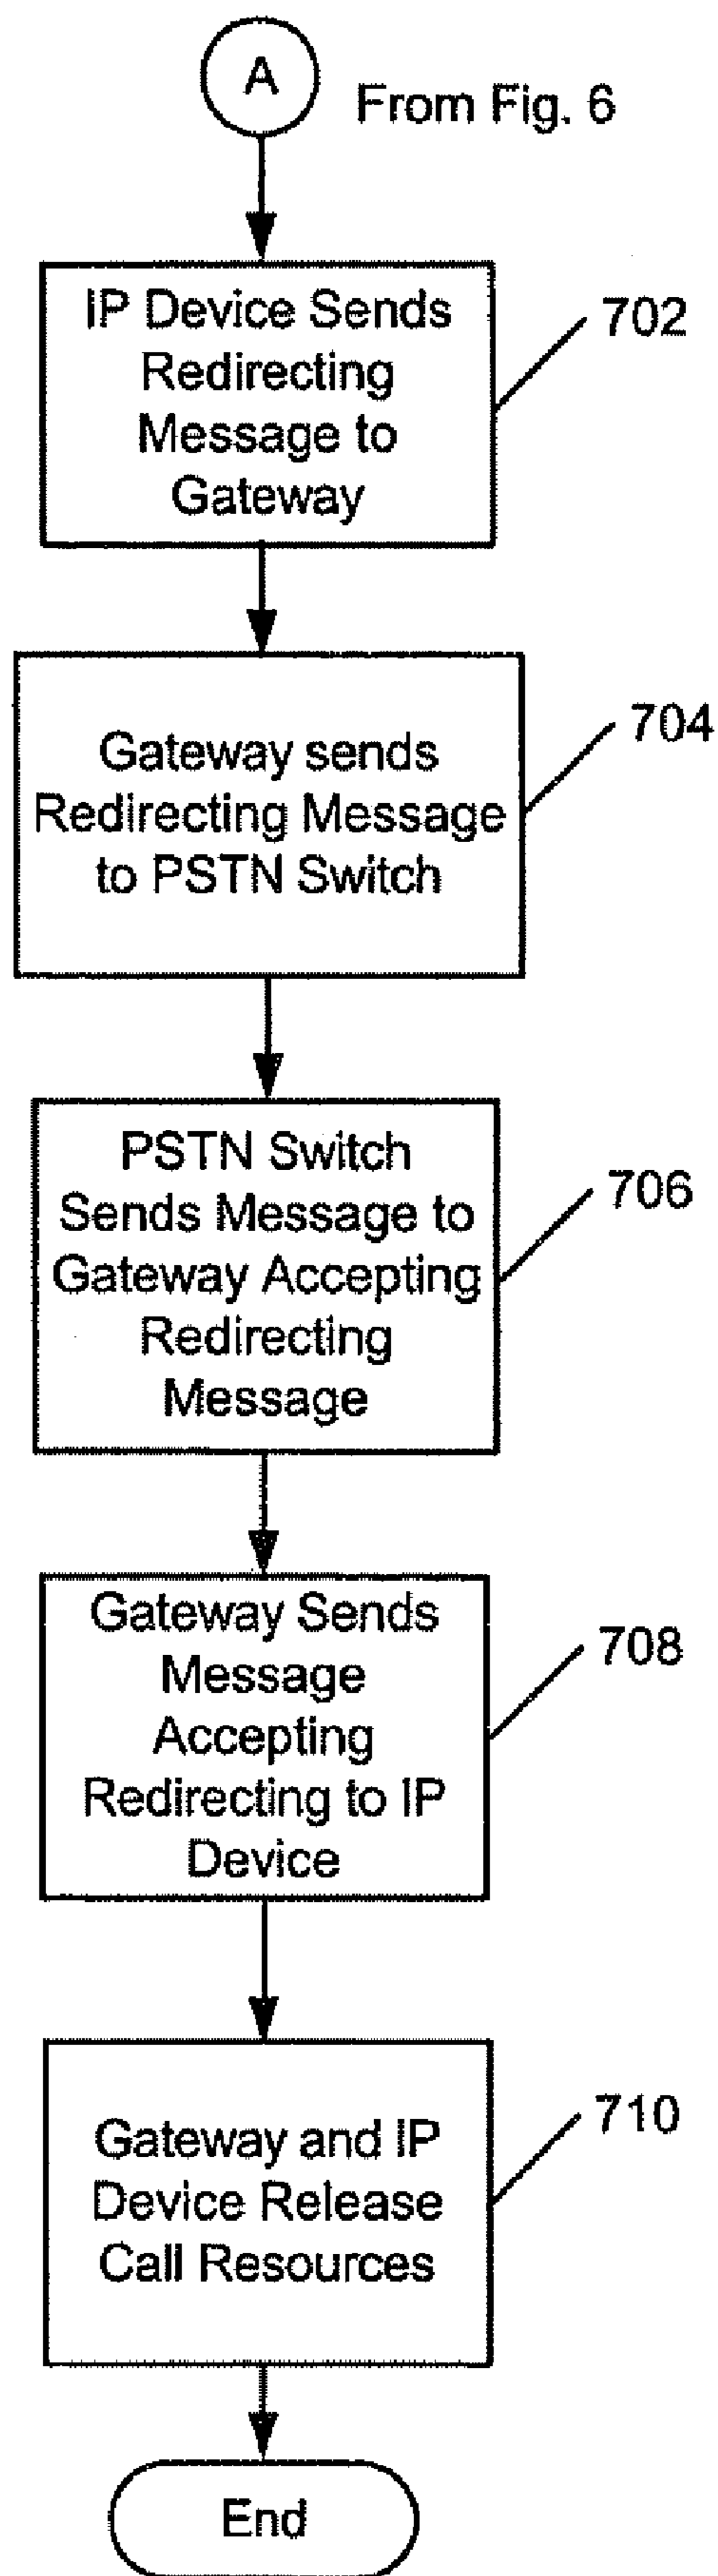 A
From Fig. 6
IP Device Sends
Redirecting
Message to
Gateway
702
Gateway sends
Redirecting Message
to PSTN Switch
704
PSTN Switch
Sends Message to
Gateway Accepting
Redirecting
Message
706
Gateway Sends
Message
Accepting
Redirecting to IP
Device
708
Gateway and IP
Device Release
Call Resources
710
End